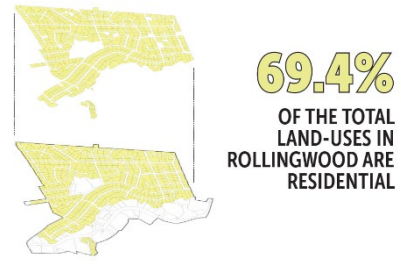 69.4%
OF THE TOTAL
LAND-USES IN
ROLLINGWOOD ARE
RESIDENTIAL